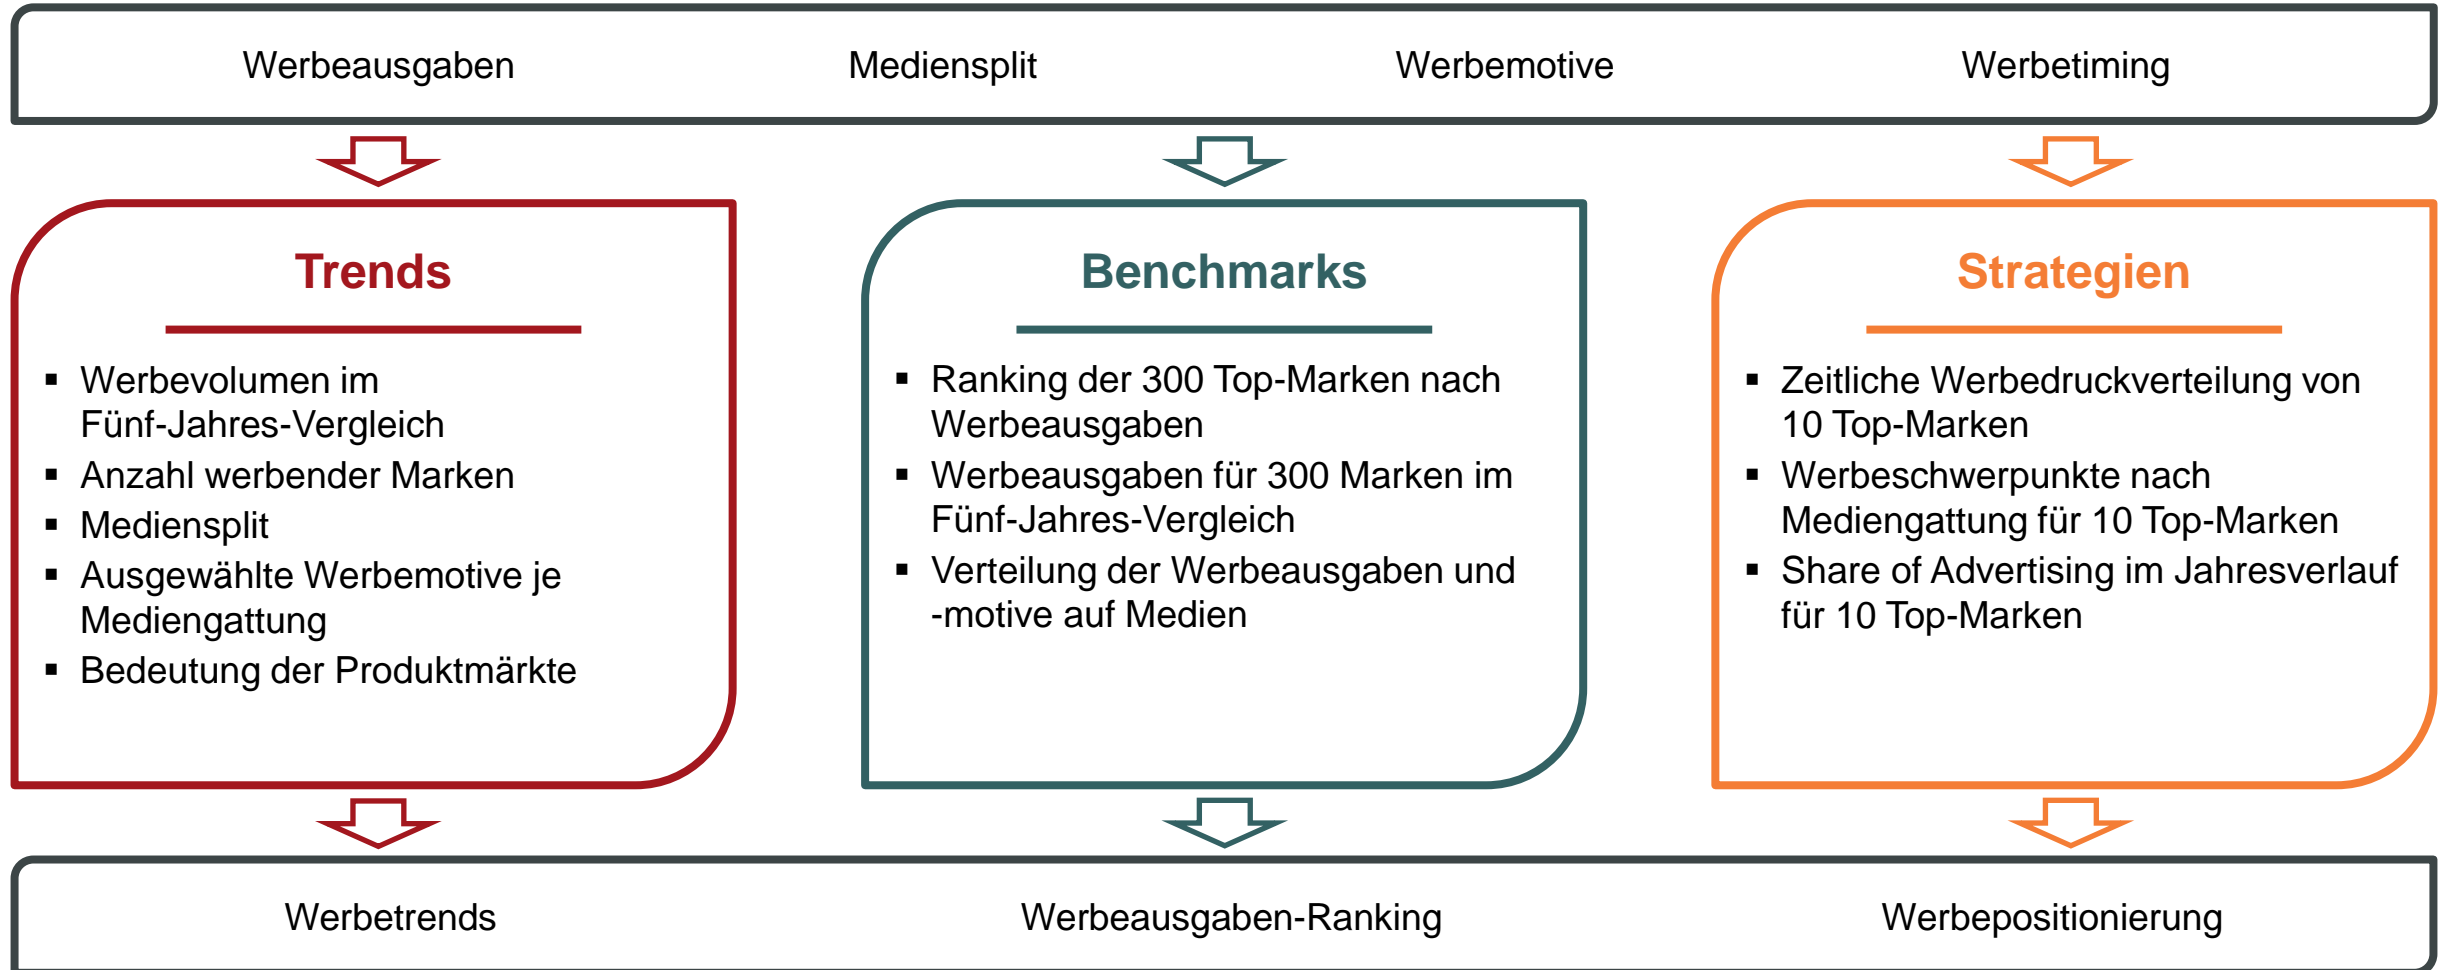 Werbeausgaben Mediensplit Werbemotive Werbetiming
Trends
▪ Werbevolumen im
Fünf-Jahres-Vergleich
▪ Anzahl werbender Marken
▪ Mediensplit
▪ Ausgewählte Werbemotive je
Mediengattung
▪ Bedeutung der Produktmärkte
Benchmarks
▪ Ranking der 300 Top-Marken nach
Werbeausgaben
▪ Werbeausgaben für 300 Marken im
Fünf-Jahres-Vergleich
▪ Verteilung der Werbeausgaben und
-motive auf Medien
Strategien
▪ Zeitliche Werbedruckverteilung von
10 Top-Marken
▪ Werbeschwerpunkte nach
Mediengattung für 10 Top-Marken
▪ Share of Advertising im Jahresverlauf
für 10 Top-Marken
Werbetrends Werbeausgaben-Ranking Werbepositionierung